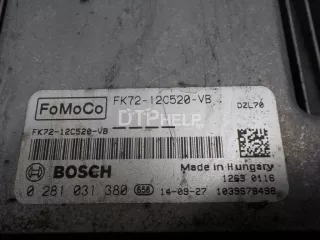 FoMoCo FK72-12C520-VB DZL70
DTPHELP
FK72-12C520-VB
BOSCH Made in Hungary
1263 0116
0 281 031 380 650 14-09-27 1039S78498